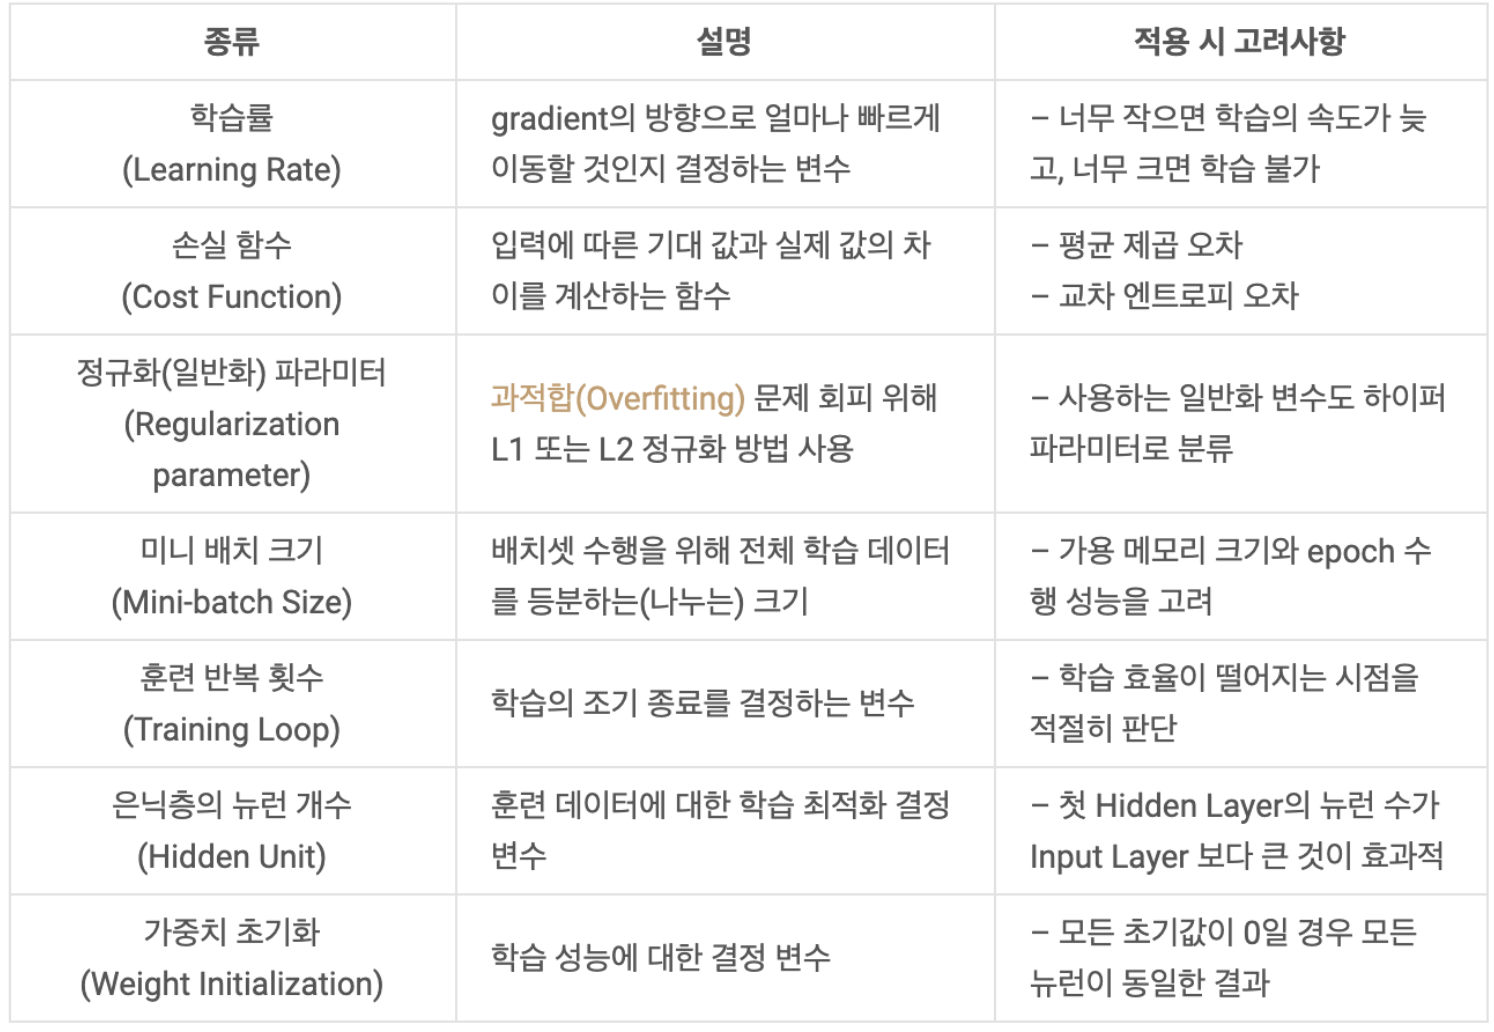 종류
설명
적용 시 고려사항
학습률
(Learning Rate)
gradient의 방향으로 얼마나 빠르게
이동할 것인지 결정하는 변수
– 너무 작으면 학습의 속도가 늦
고, 너무 크면 학습 불가
손실 함수
(Cost Function)
입력에 따른 기대 값과 실제 값의 차
이를 계산하는 함수
– 평균 제곱 오차
– 교차 엔트로피 오차
정규화(일반화) 파라미터
(Regularization
parameter)
과적합(Overfitting) 문제 회피 위해
L1 또는 L2 정규화 방법 사용
– 사용하는 일반화 변수도 하이퍼
파라미터로 분류
미니 배치 크기
(Mini-batch Size)
배치셋 수행을 위해 전체 학습 데이터
를 등분하는(나누는) 크기
– 가용 메모리 크기와 epoch 수
행 성능을 고려
훈련 반복 횟수
(Training Loop)
학습의 조기 종료를 결정하는 변수
– 학습 효율이 떨어지는 시점을
적절히 판단
은닉층의 뉴런 개수
(Hidden Unit)
훈련 데이터에 대한 학습 최적화 결정
변수
– 첫 Hidden Layer의 뉴런 수가
Input Layer 보다 큰 것이 효과적
가중치 초기화
(Weight Initialization)
학습 성능에 대한 결정 변수
– 모든 초기값이 0일 경우 모든
뉴런이 동일한 결과